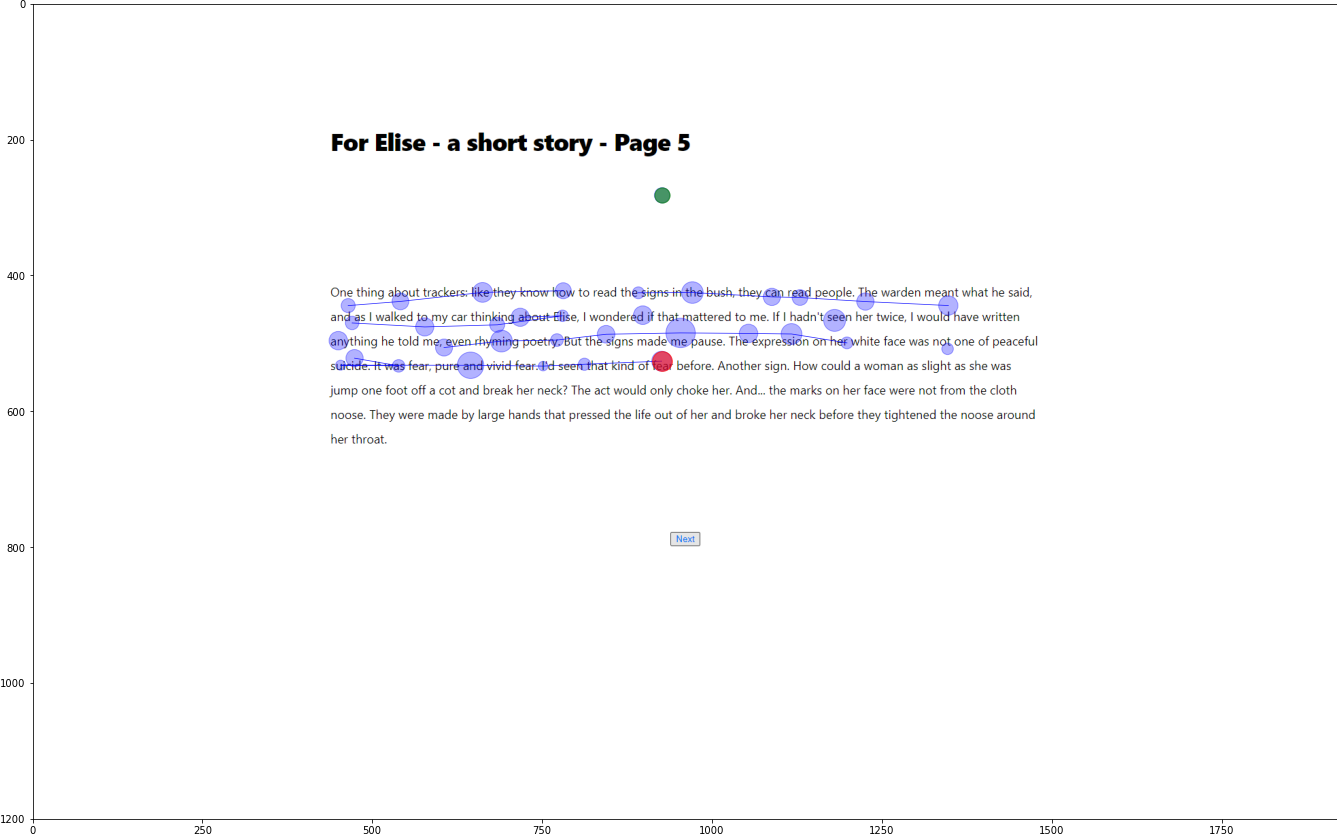 0
200
400
600
800
1000
1200
For Elise - a short story - Page 5
One thing about trackers: like they know how to read the signs in the bush, they can read people. The warden meant what he said,
and as I walked to my car thinking about Elise, I wondered if that mattered to me. If I hadn't seen her twice, I would have written
anything he told me, even rhyming poetry, but the signs made me pause. The expression on her white face was not one of peaceful
suicide. It was fear, pure and vivid fear. I'd seen that kind of fear before. Another sign. How could a woman as slight as she was
jump one foot off a cot and break her neck? The act would only choke her. And... the marks on her face were not from the cloth
noose. They were made by large hands that pressed the life out of her and broke her neck before they tightened the noose around
her throat.
Next
0 250 500 750 1000 1250 1500 1750